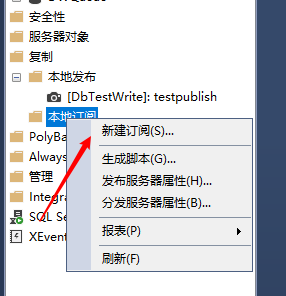 安全性
服务器对象
复制
本地发布
[DbTestWrite]: testpublish
本地订阅
新建订阅(S)...
PolyBa
生成脚本(G)...
Always
发布服务器属性(H)...
管理
分发服务器属性(B)...
Integra
SQL Se
报表(P)
XEvent
刷新(F)